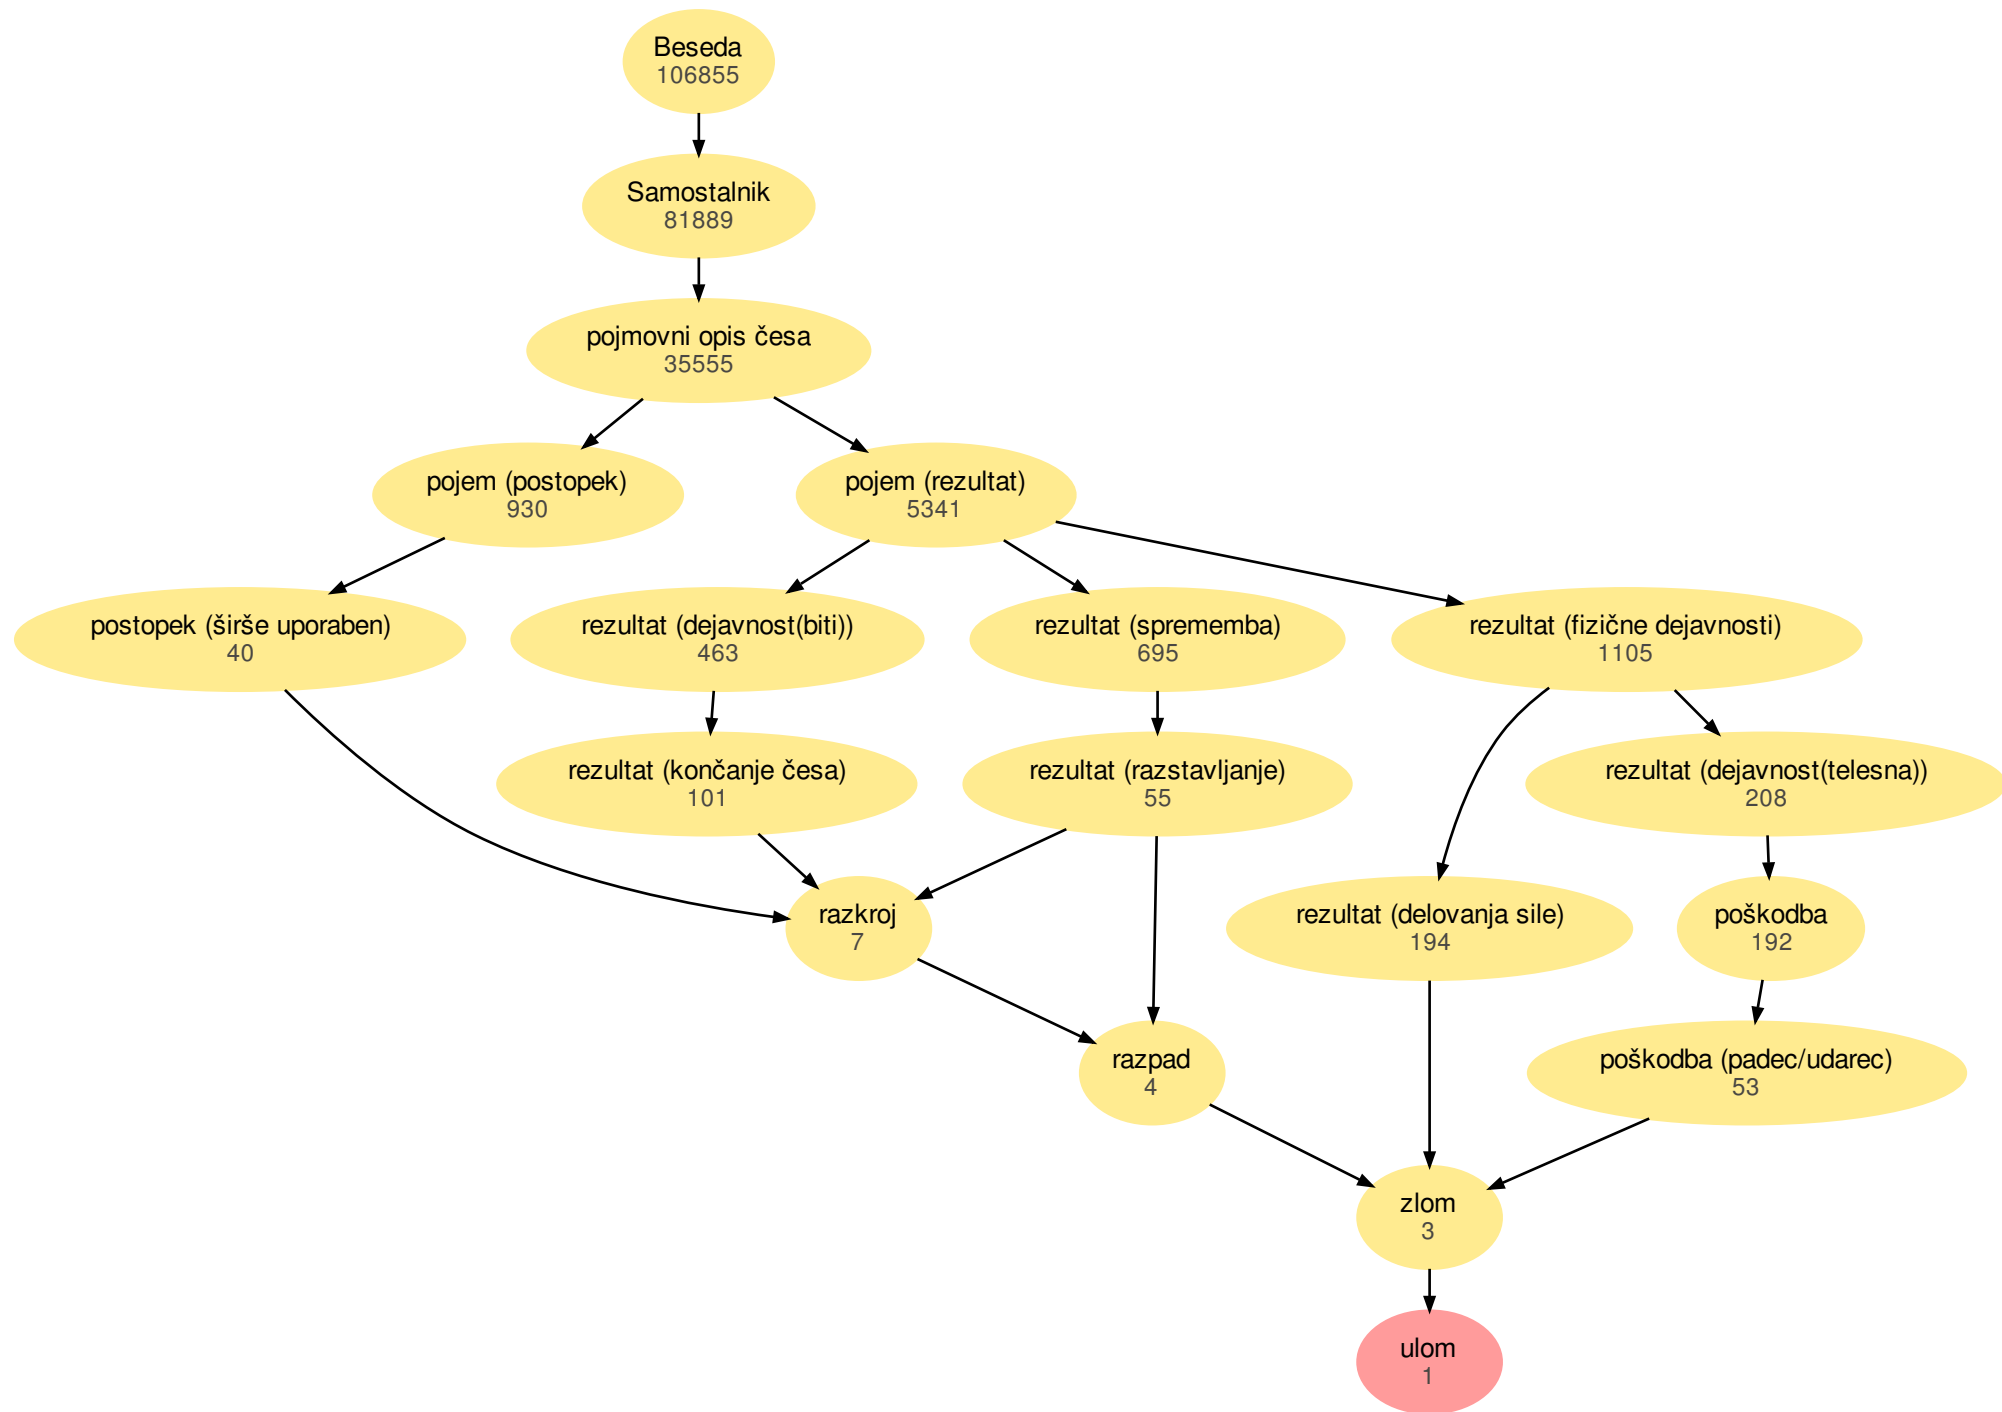 Beseda
106855
Samostalnik
81889
pojmovni opis česa
35555
pojem (postopek)
930
pojem (rezultat)
5341
postopek (širše uporaben)
40
rezultat (dejavnost(biti))
463
rezultat (sprememba)
695
rezultat (fizične dejavnosti)
1105
rezultat (končanje česa)
101
rezultat (razstavljanje)
55
rezultat (dejavnost(telesna))
208
razkroj
7
rezultat (delovanja sile)
194
poškodba
192
razpad
4
poškodba (padec/udarec)
53
zlom
3
ulom
1